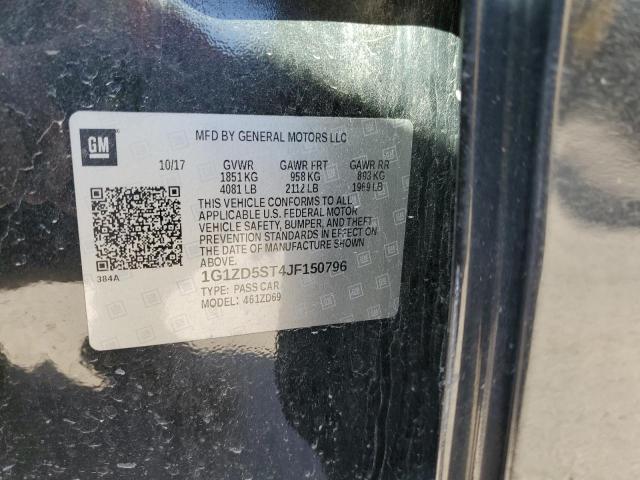 GM
MFD BY GENERAL MOTORS LLC
10/17 GVWR GAWR FRT GAWR RR
1851 KG 958 KG 893 KG
4081 LB 2112 LB 1969 LB
THIS VEHICLE CONFORMS TO ALL
APPLICABLE U.S. FEDERAL MOTOR
VEHICLE SAFETY, BUMPER, AND THEFT
PREVENTION STANDARDS IN EFFECT
ON THE DATE OF MANUFACTURE SHOWN
ABOVE.
384A
1G1ZD5ST4JF150796
TYPE: PASS CAR
MODEL: 461ZD69